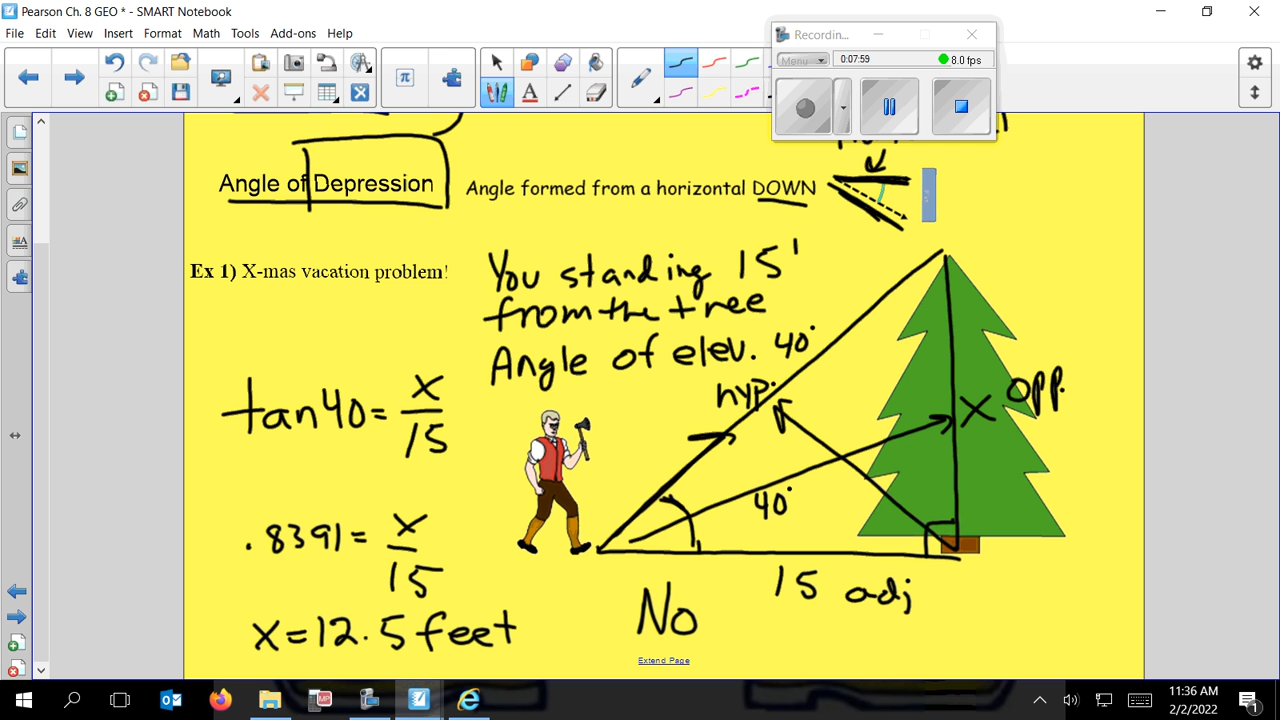 Pearson Ch. 8 GEO * - SMART Notebook
File Edit View Insert Format Math Tools Add-ons Help
Recordin...
Menu 0:07:59 8.0 fps
Angle of Depression Angle formed from a horizontal DOWN
Ex 1) X-mas vacation problem!
You standing 15'
from the tree
Angle of elev. 40°
hyp.
x opp.
tan40 = x/15
40°
.8391 = x/15
15 adj
x = 12.5 feet
No
Extend Page
11:36 AM
2/2/2022
1